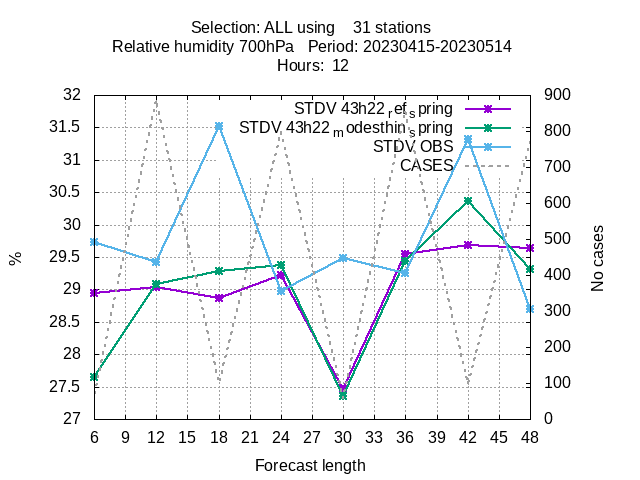 Selection: ALL using    31 stations
Relative humidity 700hPa   Period: 20230415-20230514
Hours:  12
STDV 43h22_ref_spring
STDV 43h22_modesthin_spring
STDV OBS
CASES
%
No cases
32
31.5
31
30.5
30
29.5
29
28.5
28
27.5
27
900
800
700
600
500
400
300
200
100
0
6 9 12 15 18 21 24 27 30 33 36 39 42 45 48
Forecast length